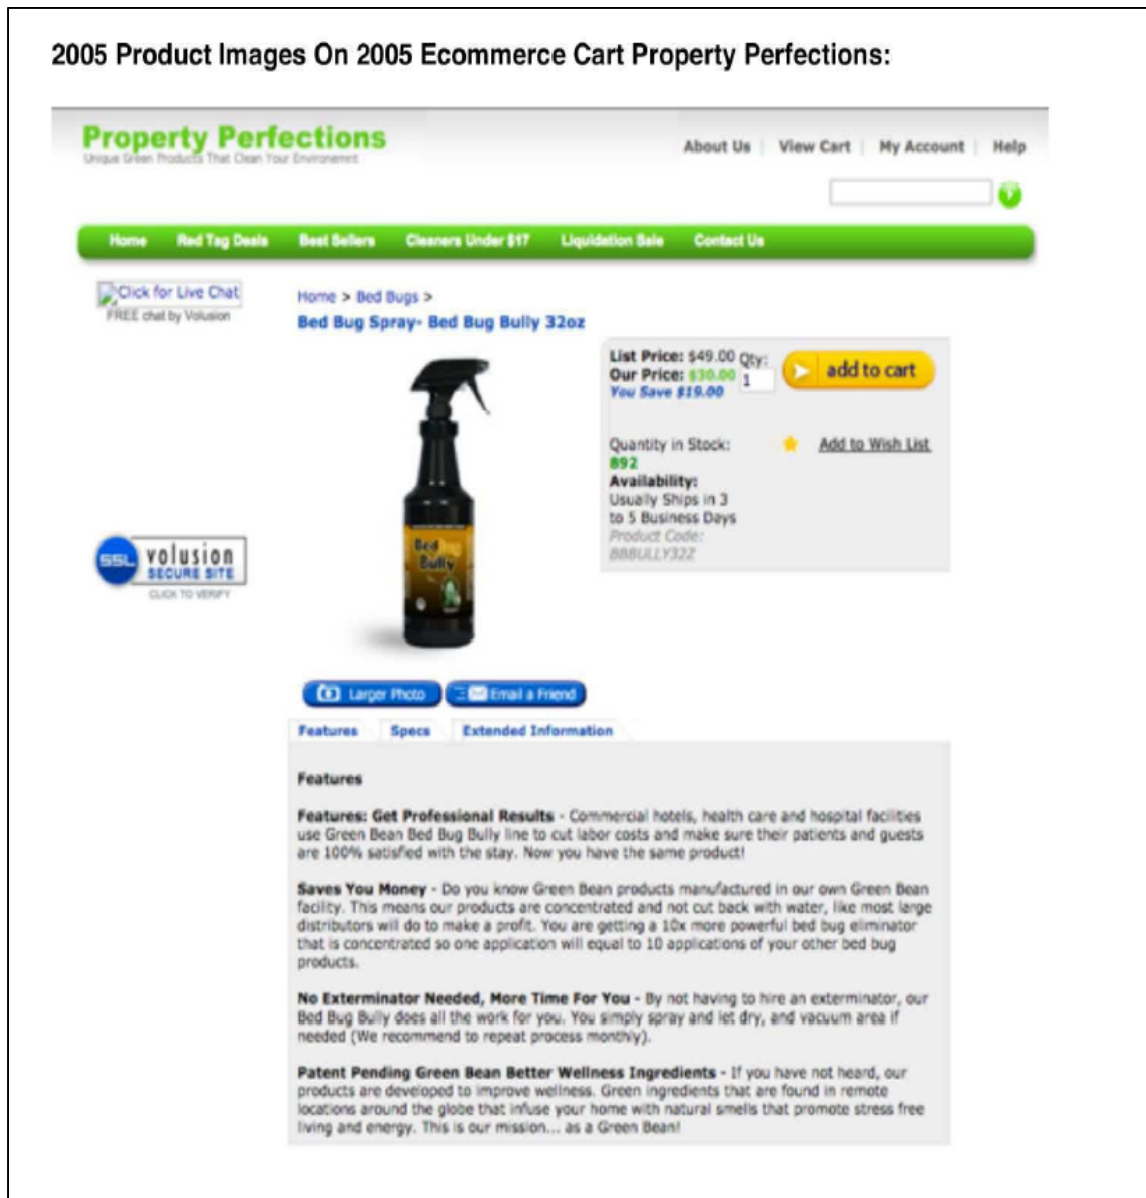 2005 Product Images On 2005 Ecommerce Cart Property Perfections:
Property Perfections
Unique Green Products That Clean Your Environemnt
About Us | View Cart | My Account | Help
Home Red Tag Deals Best Sellers Cleaners Under $17 Liquidation Sale Contact Us
Click for Live Chat
FREE chat by Volusion
Home > Bed Bugs >
Bed Bug Spray- Bed Bug Bully 32oz
List Price: $49.00 Qty:
Our Price: $30.00 1
You Save $19.00
add to cart
Quantity in Stock:
892
Add to Wish List
Availability:
Usually Ships in 3
to 5 Business Days
Product Code:
BBBULLY32Z
Bed
Bully
SSL volusion
SECURE SITE
CLICK TO VERIFY
Larger Photo Email a Friend
Features Specs Extended Information
Features
Features: Get Professional Results - Commercial hotels, health care and hospital facilities
use Green Bean Bed Bug Bully line to cut labor costs and make sure their patients and guests
are 100% satisfied with the stay. Now you have the same product!
Saves You Money - Do you know Green Bean products manufactured in our own Green Bean
facility. This means our products are concentrated and not cut back with water, like most large
distributors will do to make a profit. You are getting a 10x more powerful bed bug eliminator
that is concentrated so one application will equal to 10 applications of your other bed bug
products.
No Exterminator Needed, More Time For You - By not having to hire an exterminator, our
Bed Bug Bully does all the work for you. You simply spray and let dry, and vacuum area if
needed (We recommend to repeat process monthly).
Patent Pending Green Bean Better Wellness Ingredients - If you have not heard, our
products are developed to improve wellness. Green ingredients that are found in remote
locations around the globe that infuse your home with natural smells that promote stress free
living and energy. This is our mission... as a Green Bean!